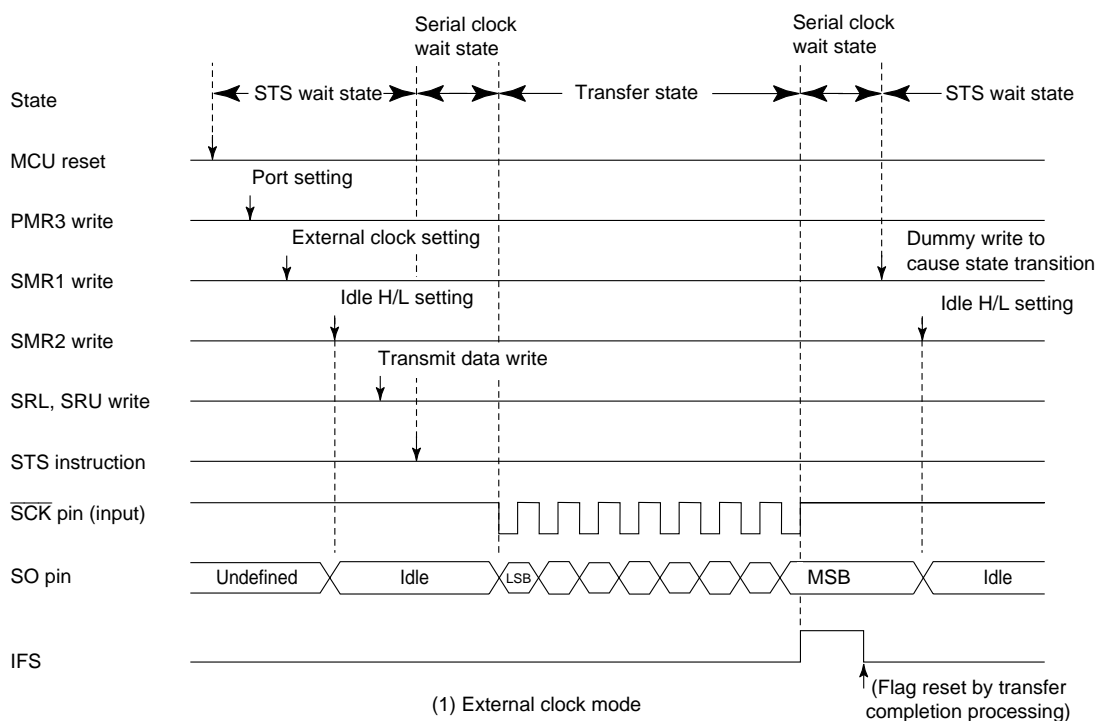 Serial clock
wait state
Serial clock
wait state
State
STS wait state
Transfer state
STS wait state
MCU reset
Port setting
PMR3 write
External clock setting
Dummy write to
cause state transition
SMR1 write
Idle H/L setting
Idle H/L setting
SMR2 write
Transmit data write
SRL, SRU write
STS instruction
SCK pin (input)
SO pin
Undefined
Idle
LSB
MSB
Idle
IFS
(Flag reset by transfer
completion processing)
(1) External clock mode